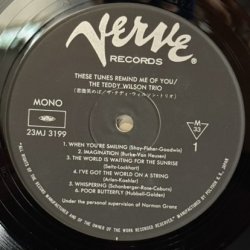 Verve
RECORDS
THESE TUNES REMIND ME OF YOU/
THE TEDDY WILSON TRIO
MONO
23MJ 3199
M
33
1
1. WHEN YOU'RE SMILING (Shay-Fisher-Goodwin)
2. IMAGINATION (Burke-Van Heusen)
3. THE WORLD IS WAITING FOR THE SUNRISE
(Seitz-Lockhart)
4. I'VE GOT THE WORLD ON A STRING
(Arlen-Koehler)
5. WHISPERING (Schonberger-Rose-Coburn)
6. POOR BUTTERFLY (Hubbell-Golden)
Under the personal supervision of Norman Granz